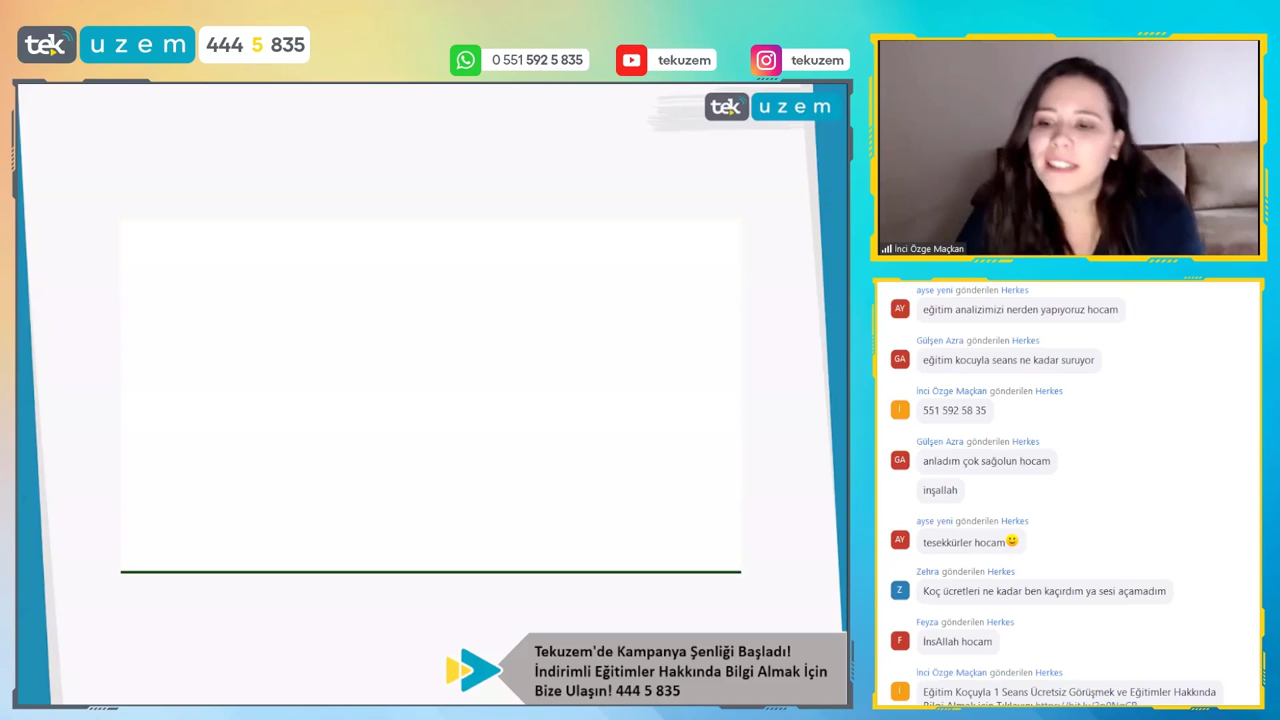 tek uzem 444 5 835
0 551 592 5 835
tekuzem
tekuzem
tek uzem
İnci Özge Maçkan
ayse yeni gönderilen Herkes
AY
eğitim analizimizi nerden yapıyoruz hocam
Gülşen Azra gönderilen Herkes
GA
eğitim kocuyla seans ne kadar suruyor
İnci Özge Maçkan gönderilen Herkes
İ
551 592 58 35
Gülşen Azra gönderilen Herkes
GA
anladım çok sağolun hocam
inşallah
ayse yeni gönderilen Herkes
AY
tesekkürler hocam
Zehra gönderilen Herkes
Z
Koç ücretleri ne kadar ben kaçırdım ya sesi açamadım
Feyza gönderilen Herkes
F
İnsAllah hocam
İnci Özge Maçkan gönderilen Herkes
İ
Eğitim Koçuyla 1 Seans Ücretsiz Görüşmek ve Eğitimler Hakkında
Bilgi Almak için Tıklayın:
Tekuzem'de Kampanya Şenliği Başladı!
İndirimli Eğitimler Hakkında Bilgi Almak İçin
Bize Ulaşın! 444 5 835